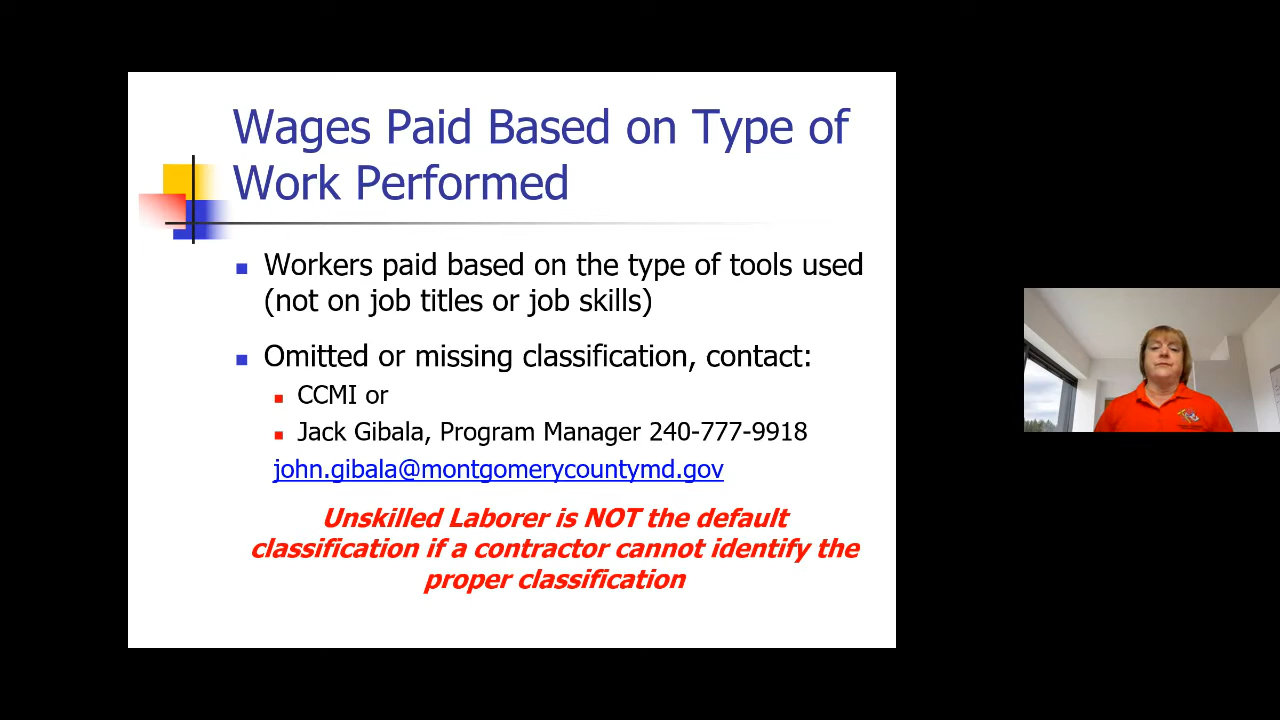 Wages Paid Based on Type of
Work Performed
Workers paid based on the type of tools used
(not on job titles or job skills)
Omitted or missing classification, contact:
CCMI or
Jack Gibala, Program Manager 240-777-9918
john.gibala@montgomerycountymd.gov
Unskilled Laborer is NOT the default
classification if a contractor cannot identify the
proper classification